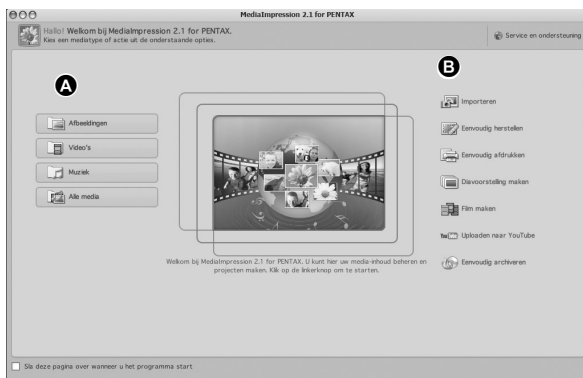 MediaImpression 2.1 for PENTAX
Hallo! Welkom bij MediaImpression 2.1 for PENTAX.
Kies een mediatype of actie uit de onderstaande opties.
Service en ondersteuning
A
B
Afbeeldingen
Video's
Muziek
Alle media
Importeren
Eenvoudig herstellen
Eenvoudig afdrukken
Diavoorstelling maken
Film maken
Uploaden naar YouTube
Eenvoudig archiveren
Welkom bij MediaImpression 2.1 for PENTAX. U kunt hier uw media-inhoud beheren en
projecten maken. Klik op de linkerknop om te starten.
Sla deze pagina over wanneer u het programma start